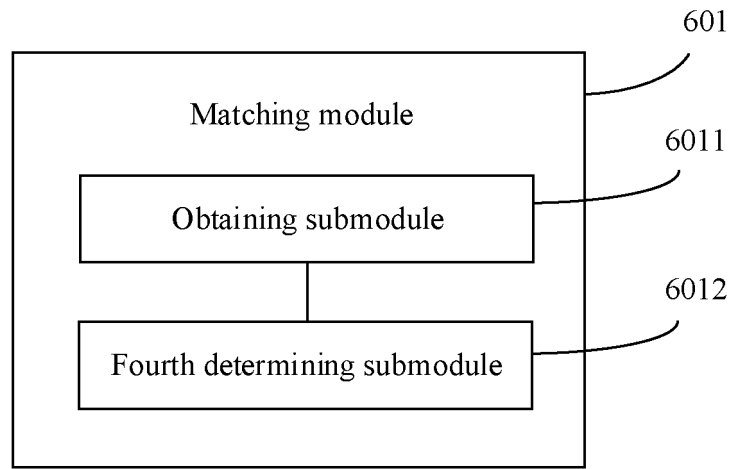 601
Matching module
6011
Obtaining submodule
6012
Fourth determining submodule